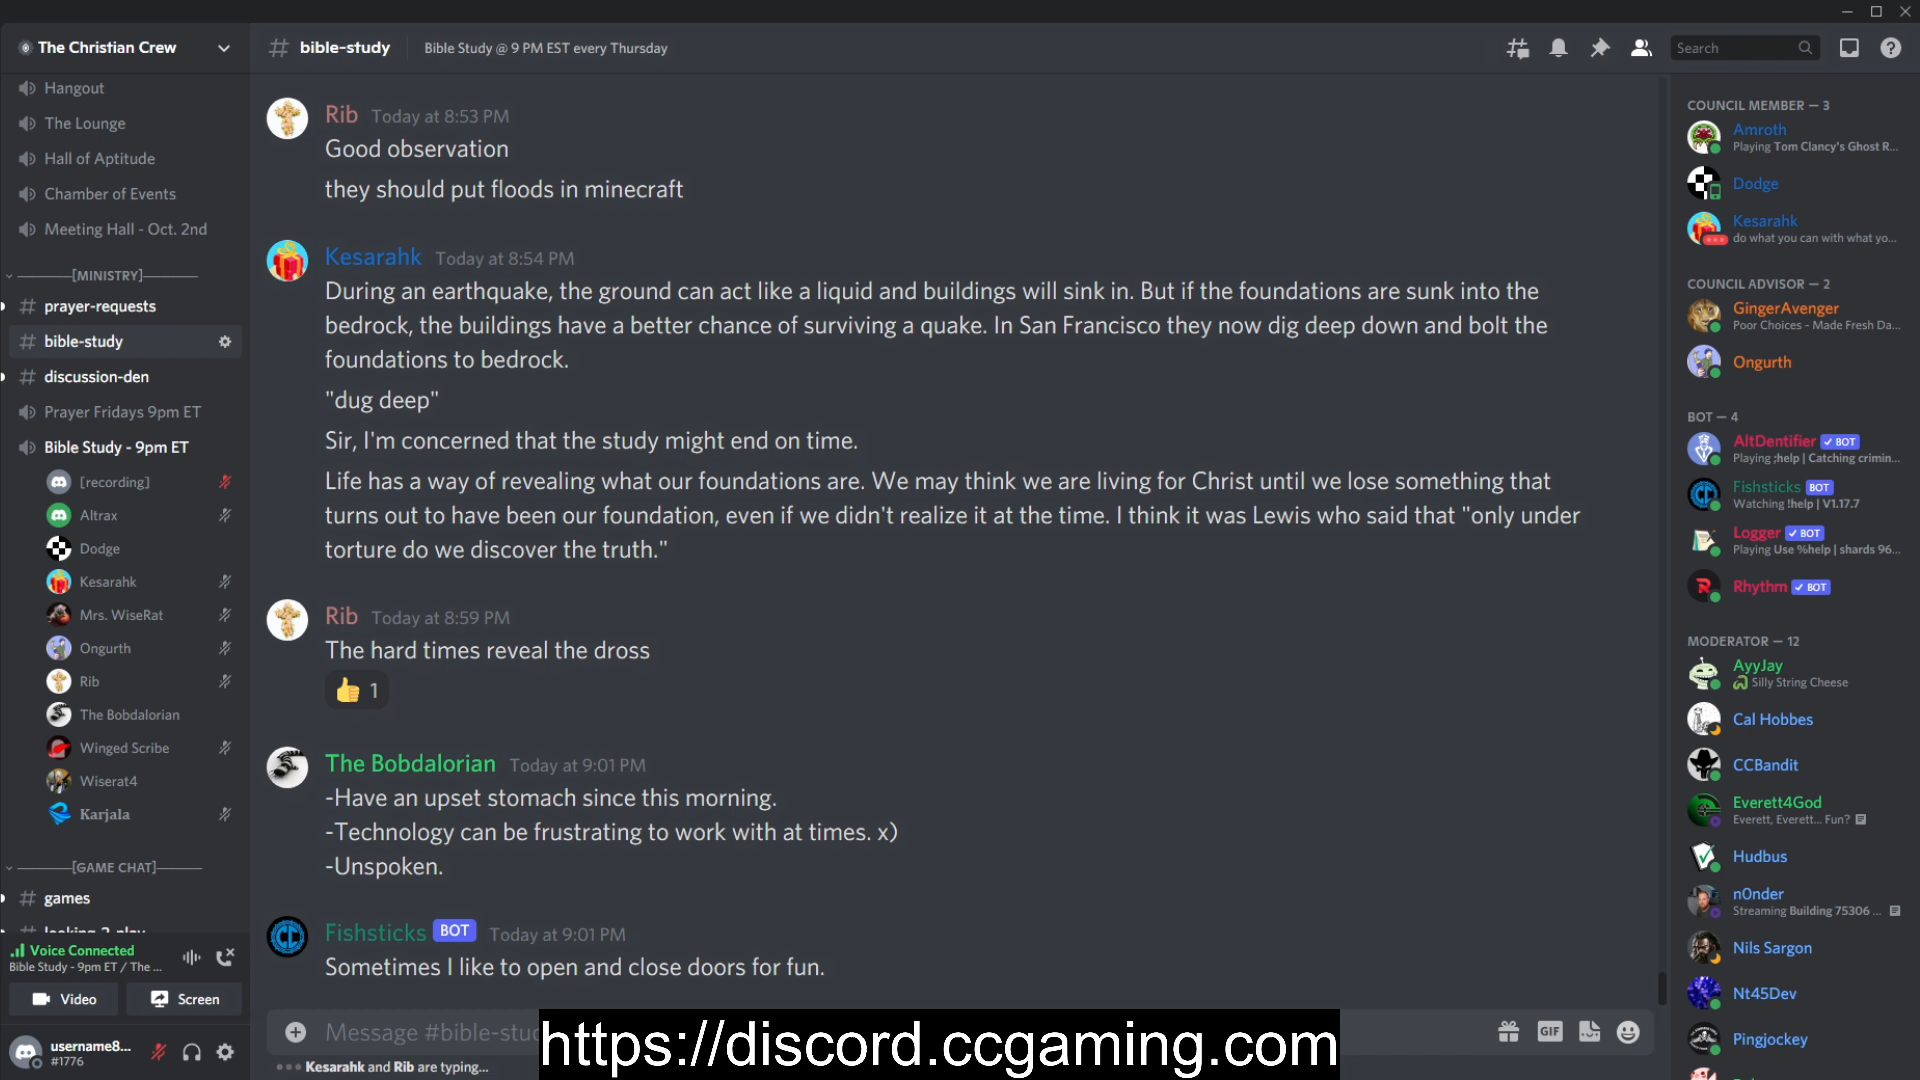 The Christian Crew
Hangout
The Lounge
Hall of Aptitude
Chamber of Events
Meeting Hall - Oct. 2nd
[MINISTRY]
prayer-requests
bible-study
discussion-den
Prayer Fridays 9pm ET
Bible Study - 9pm ET
[recording]
Altrax
Dodge
Kesarahk
Mrs. WiseRat
Ongurth
Rib
The Bobdalorian
Winged Scribe
Wiserat4
Karjala
[GAME CHAT]
games
looking-2-play
Voice Connected
Bible Study - 9pm ET / The ...
Video
Screen
username8...
#1776
# bible-study
Bible Study @ 9 PM EST every Thursday
Search
Rib Today at 8:53 PM
Good observation
they should put floods in minecraft
Kesarahk Today at 8:54 PM
During an earthquake, the ground can act like a liquid and buildings will sink in. But if the foundations are sunk into the
bedrock, the buildings have a better chance of surviving a quake. In San Francisco they now dig deep down and bolt the
foundations to bedrock.
"dug deep"
Sir, I'm concerned that the study might end on time.
Life has a way of revealing what our foundations are. We may think we are living for Christ until we lose something that
turns out to have been our foundation, even if we didn't realize it at the time. I think it was Lewis who said that "only under
torture do we discover the truth."
Rib Today at 8:59 PM
The hard times reveal the dross
👍 1
The Bobdalorian Today at 9:01 PM
-Have an upset stomach since this morning.
-Technology can be frustrating to work with at times. x)
-Unspoken.
Fishsticks BOT Today at 9:01 PM
Sometimes I like to open and close doors for fun.
Message #bible-stu
GIF
https://discord.ccgaming.com
Kesarahk and Rib are typing...
COUNCIL MEMBER — 3
Amroth
Playing Tom Clancy's Ghost R...
Dodge
Kesarahk
do what you can with what yo...
COUNCIL ADVISOR — 2
GingerAvenger
Poor Choices - Made Fresh Da...
Ongurth
BOT — 4
AltDentifier ✓ BOT
Playing ;help | Catching crimin...
Fishsticks BOT
Watching !help | V1.17.7
Logger ✓ BOT
Playing Use %help | shards 96...
Rhythm ✓ BOT
MODERATOR — 12
AyyJay
Silly String Cheese
Cal Hobbes
CCBandit
Everett4God
Everett, Everett... Fun?
Hudbus
n0nder
Streaming Building 75306 ...
Nils Sargon
Nt45Dev
Pingjockey